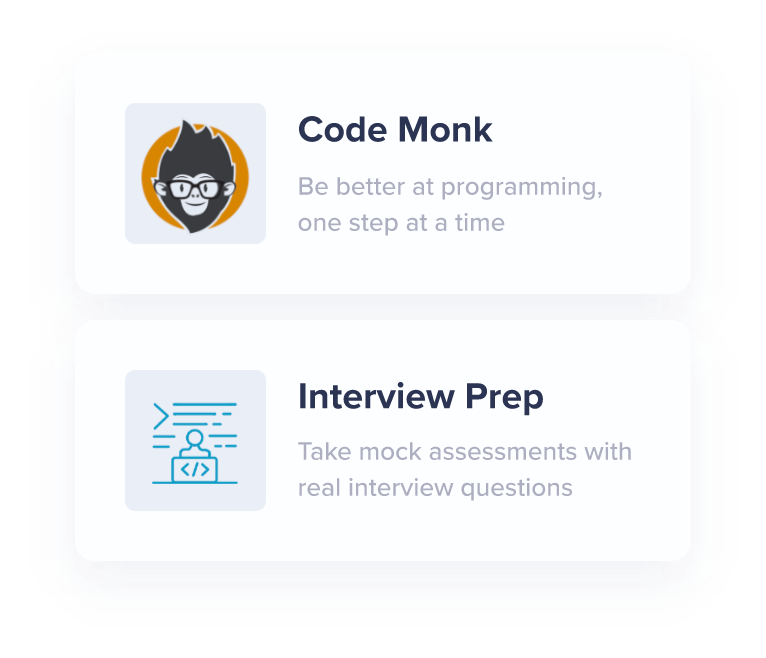 Code Monk
Be better at programming,
one step at a time
Interview Prep
</>
Take mock assessments with
real interview questions